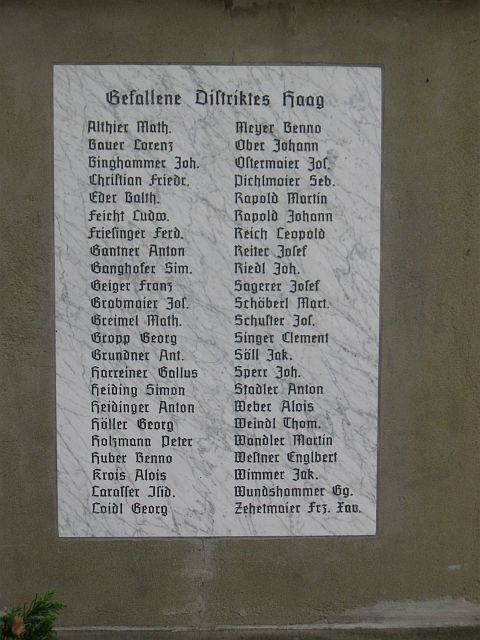 Gefallene Distriktes Haag
Althier Math.
Bauer Lorenz
Binghammer Joh.
Christian Friedr.
Eder Balth.
Feicht Ludw.
Friesinger Ferd.
Gantner Anton
Ganghofer Sim.
Geiger Franz
Grabmaier Jos.
Greimel Math.
Gropp Georg
Grundner Ant.
Harreiner Gallus
Heiding Simon
Heidinger Anton
Höller Georg
Holzmann Peter
Huber Benno
Krois Alois
Larasser Isid.
Loidl Georg
Meyer Benno
Ober Johann
Ostermaier Jos.
Pichlmaier Seb.
Rapold Martin
Rapold Johann
Reich Leopold
Reiter Josef
Riedl Joh.
Sagerer Josef
Schöberl Mart.
Schuster Jos.
Singer Clement
Söll Jak.
Sperr Joh.
Stadler Anton
Weber Alois
Weindl Thom.
Wandler Martin
Westner Englbert
Wimmer Jak.
Wundshammer Gg.
Zehetmaier Frz. Xav.